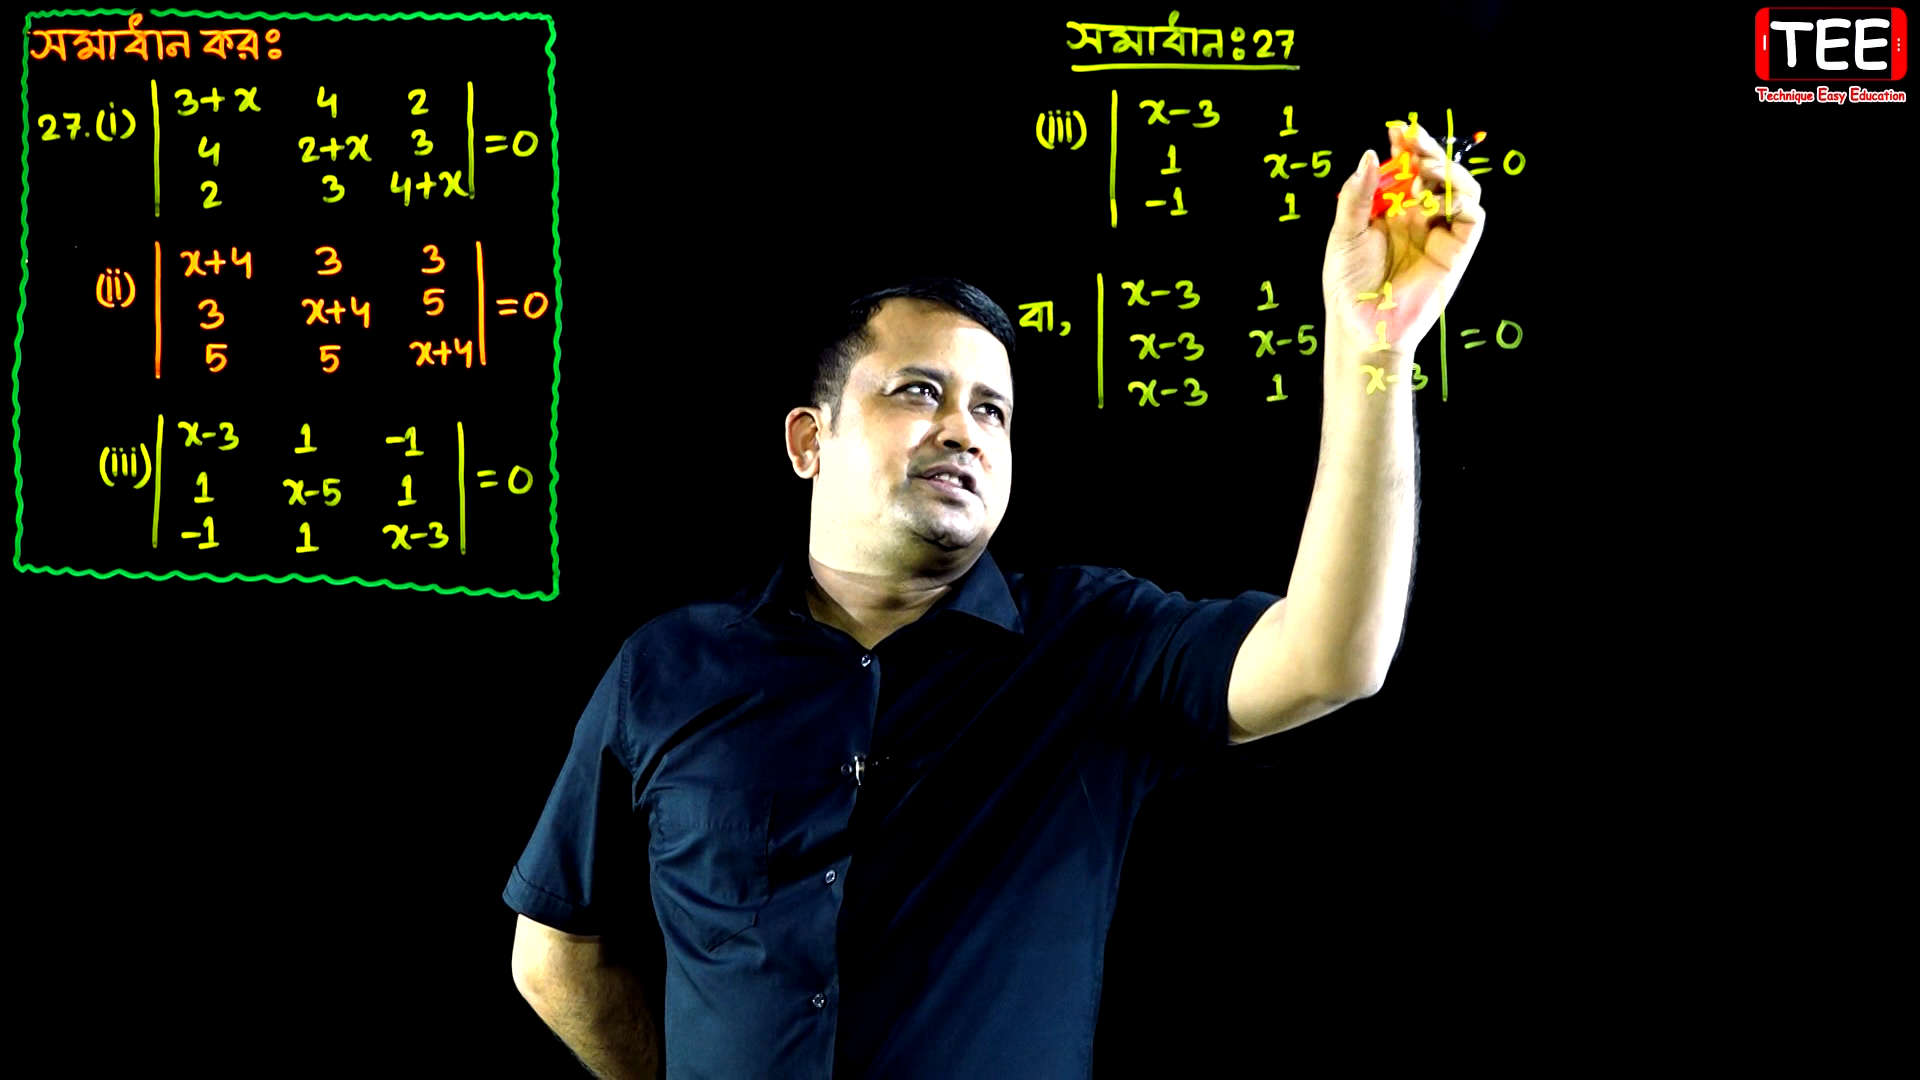 সমাধান করঃ
27.(i) | 3+x 4 2 |
| 4 2+x 3 | =0
| 2 3 4+x |
(ii) | x+4 3 3 |
| 3 x+4 5 | =0
| 5 5 x+4 |
(iii) | x-3 1 -1 |
| 1 x-5 1 | =0
| -1 1 x-3 |
সমাধানঃ27
(iii) | x-3 1 -1 |
| 1 x-5 1 | =0
| -1 1 x-3 |
বা, | x-3 1 -1 |
| x-3 x-5 1 | =0
| x-3 1 x-3 |
TEE
Technique Easy Education